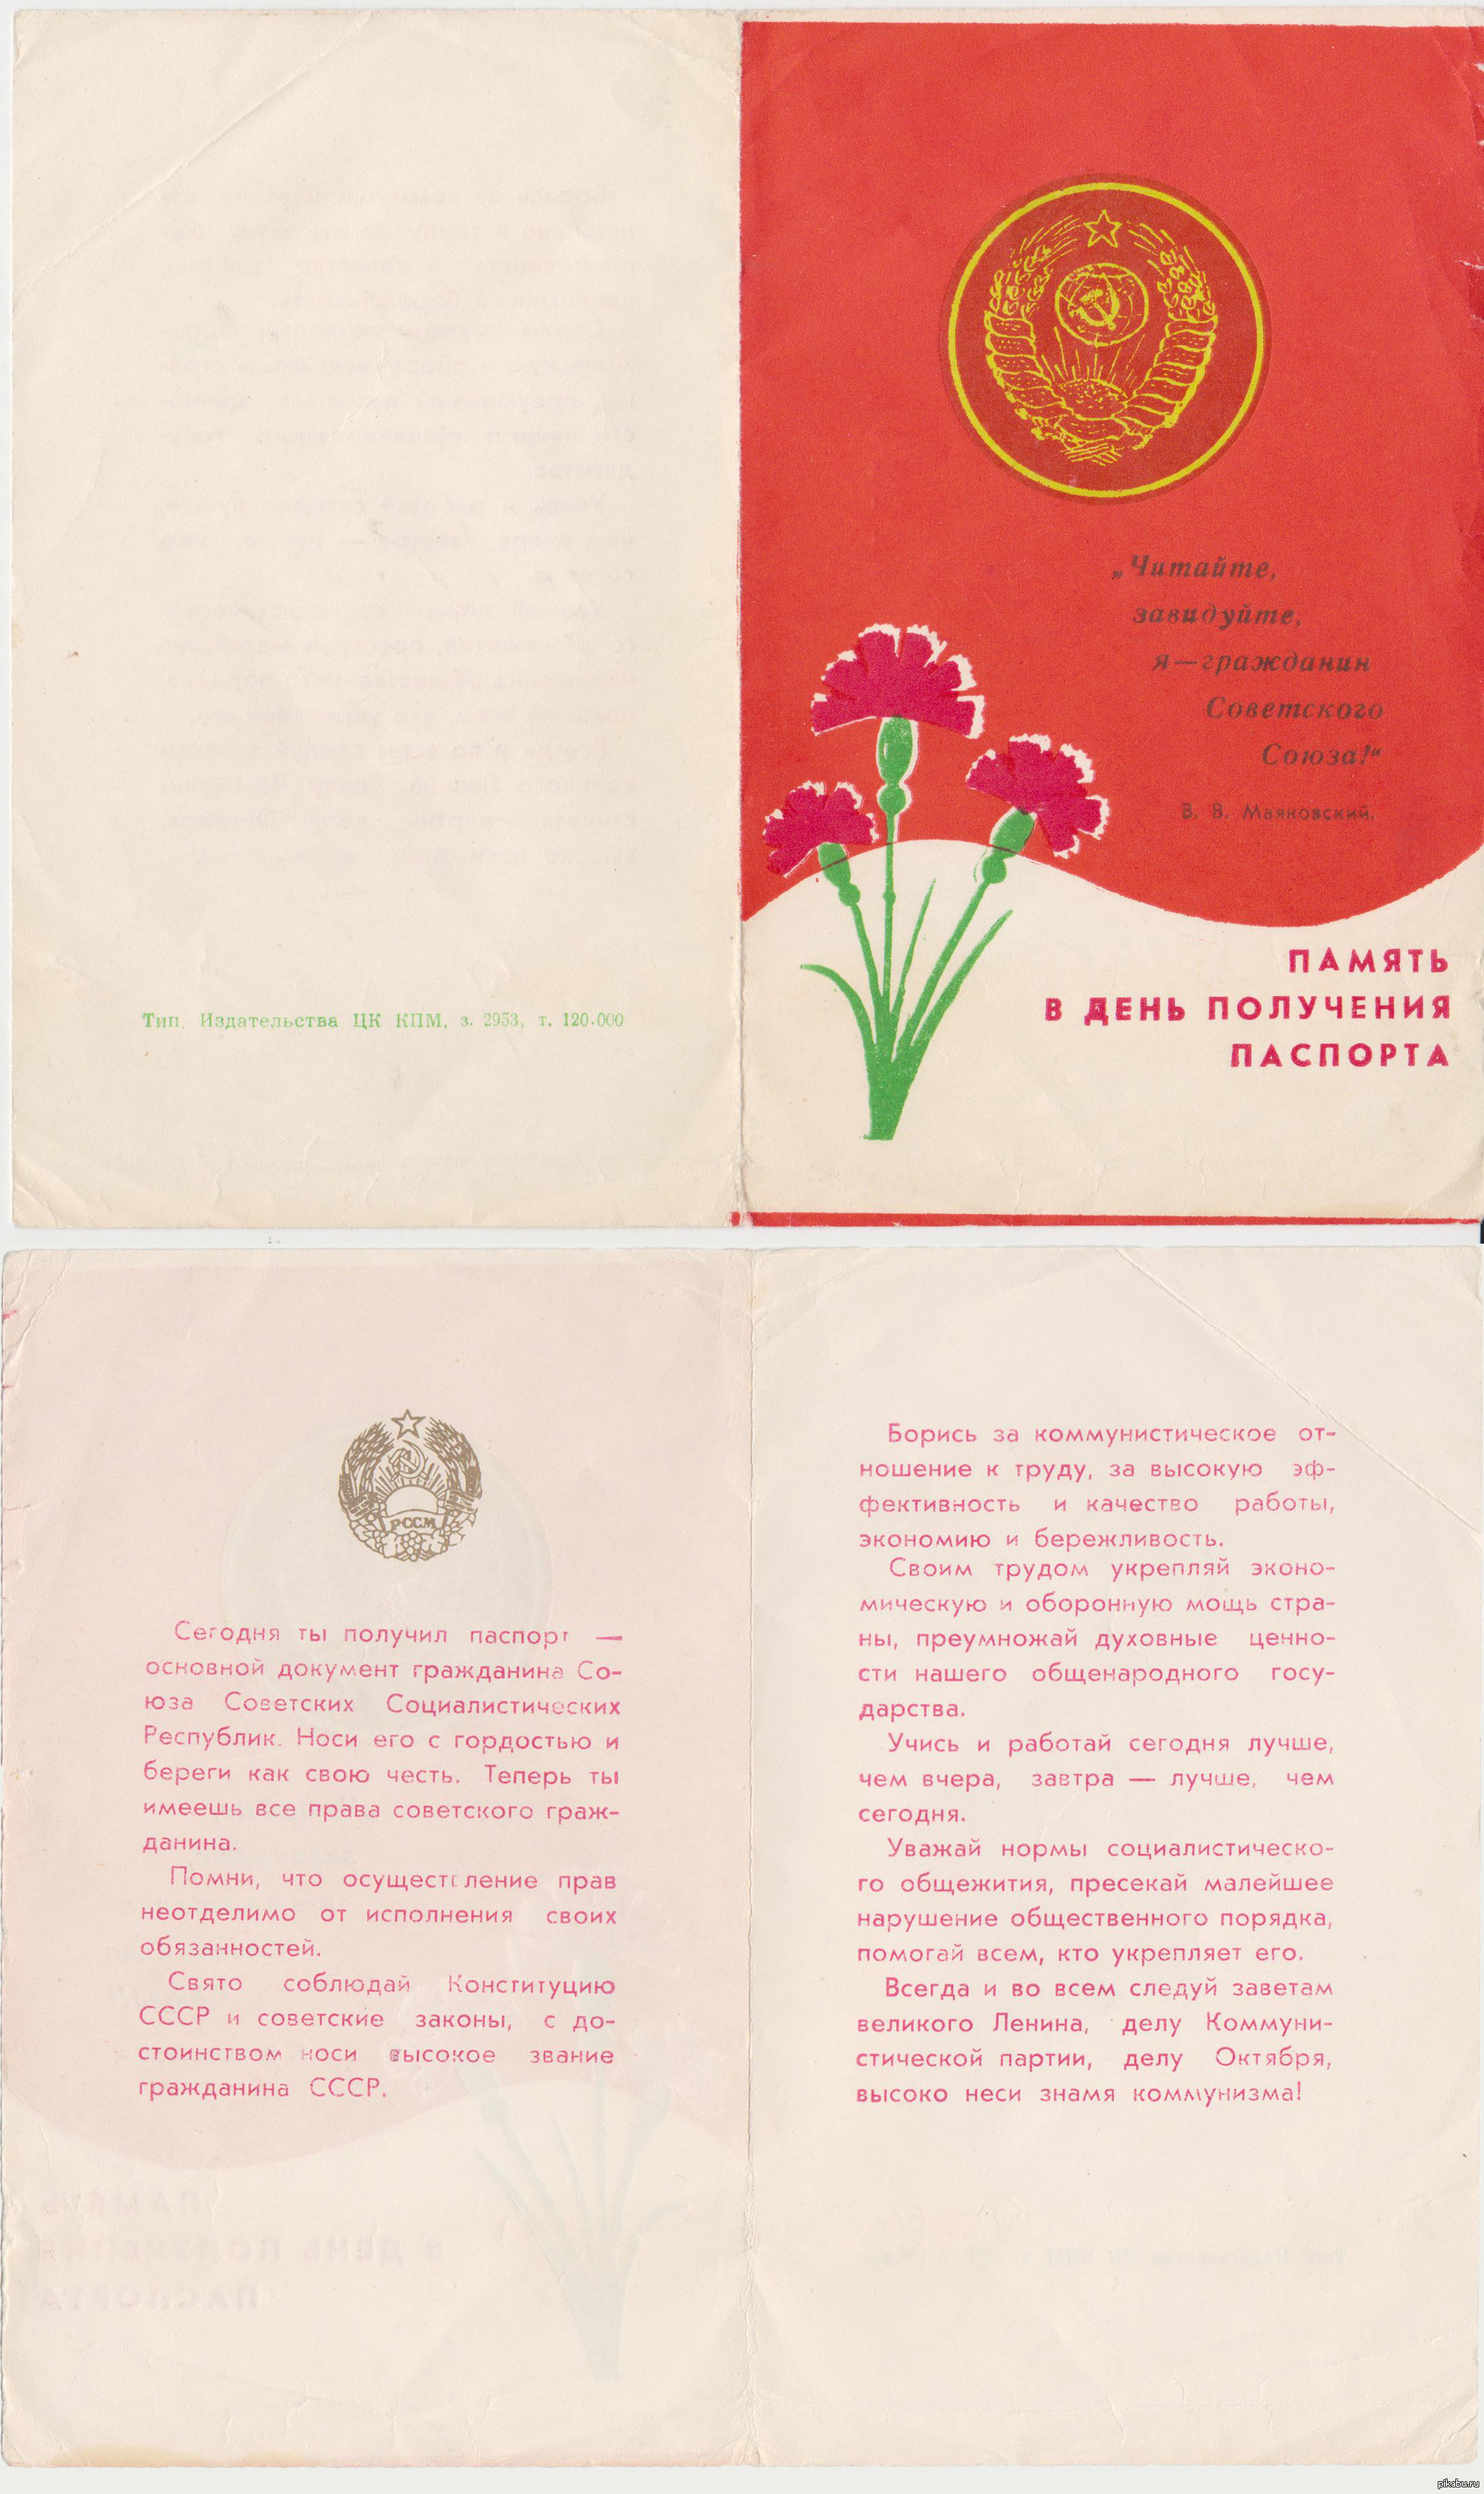 „Читайте,
завидуйте,
я — гражданин
Советского
Союза!“
В. В. Маяковский.
ПАМЯТЬ
В ДЕНЬ ПОЛУЧЕНИЯ
ПАСПОРТА
Тип. Издательства ЦК КПМ, з. 2953, т. 120.000
РССМ
Сегодня ты получил паспорт —
основной документ гражданина Со-
юза Советских Социалистических
Республик. Носи его с гордостью и
береги как свою честь. Теперь ты
имеешь все права советского граж-
данина.
Помни, что осуществление прав
неотделимо от исполнения своих
обязанностей.
Свято соблюдай Конституцию
СССР и советские законы, с до-
стоинством носи высокое звание
гражданина СССР.
Борись за коммунистическое от-
ношение к труду, за высокую эф-
фективность и качество работы,
экономию и бережливость.
Своим трудом укрепляй эконо-
мическую и оборонную мощь стра-
ны, преумножай духовные ценно-
сти нашего общенародного госу-
дарства.
Учись и работай сегодня лучше,
чем вчера, завтра — лучше, чем
сегодня.
Уважай нормы социалистическо-
го общежития, пресекай малейшее
нарушение общественного порядка,
помогай всем, кто укрепляет его.
Всегда и во всем следуй заветам
великого Ленина, делу Коммуни-
стической партии, делу Октября,
высоко неси знамя коммунизма!
pikabu.ru